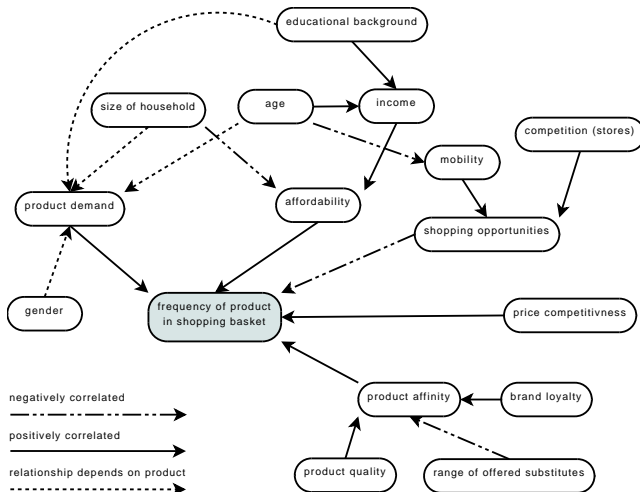 educational background
size of household
age
income
competition (stores)
mobility
product demand
affordability
shopping opportunities
gender
frequency of product
in shopping basket
price competitivness
negatively correlated
product affinity
brand loyalty
positively correlated
relationship depends on product
product quality
range of offered substitutes